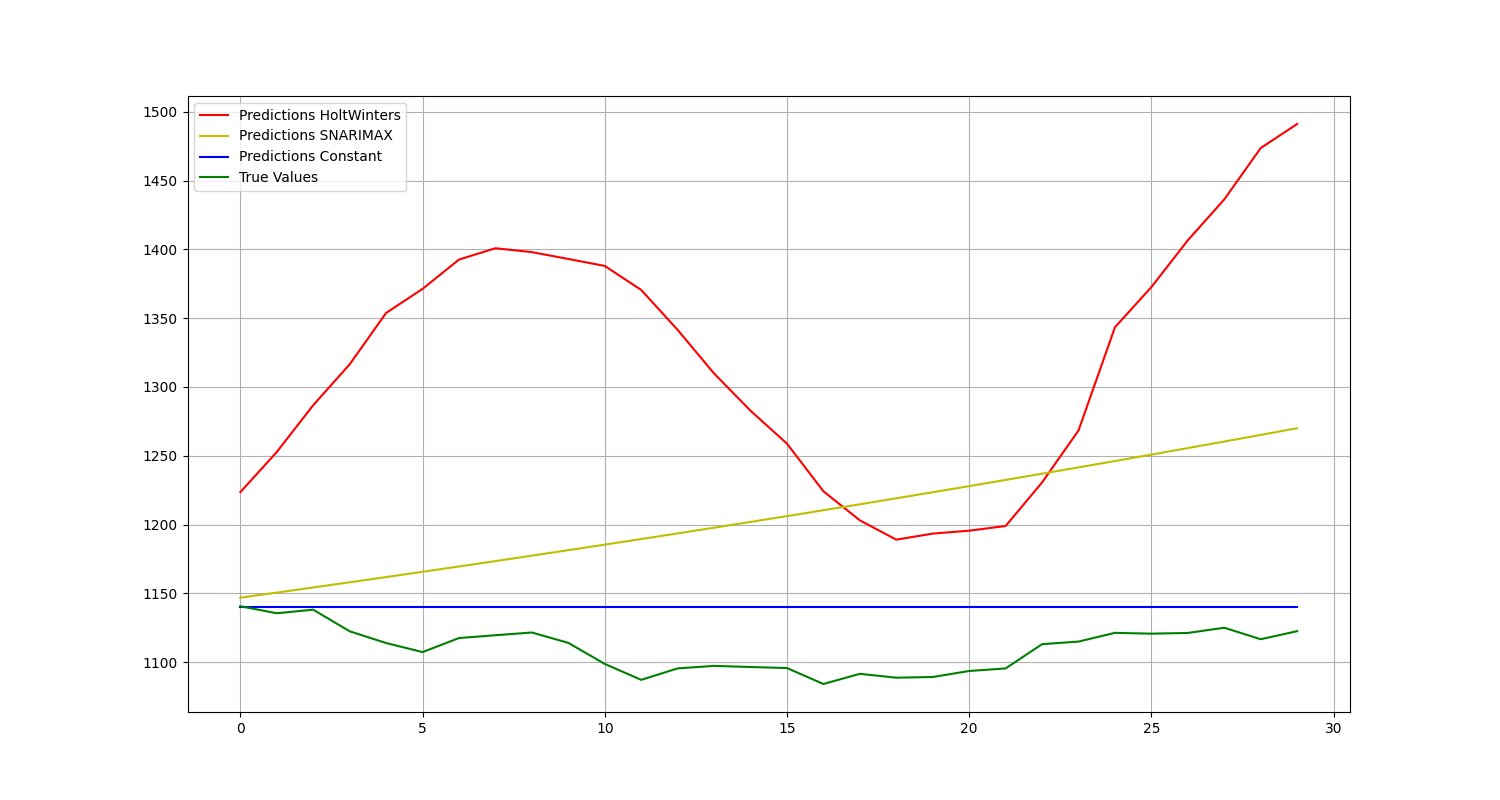 Predictions HoltWinters
Predictions SNARIMAX
Predictions Constant
True Values
1500
1450
1400
1350
1300
1250
1200
1150
1100
0 5 10 15 20 25 30